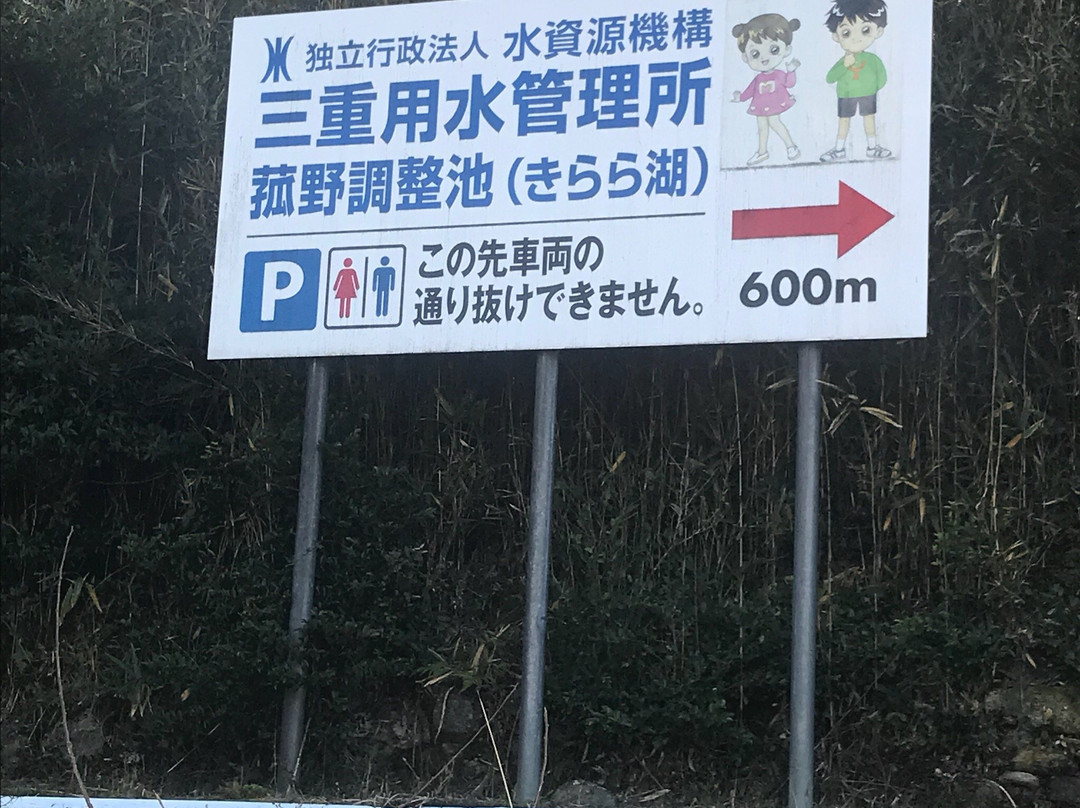 独立行政法人 水資源機構
三重用水管理所
菰野調整池(きらら湖)
P
この先車両の
通り抜けできません。
600m